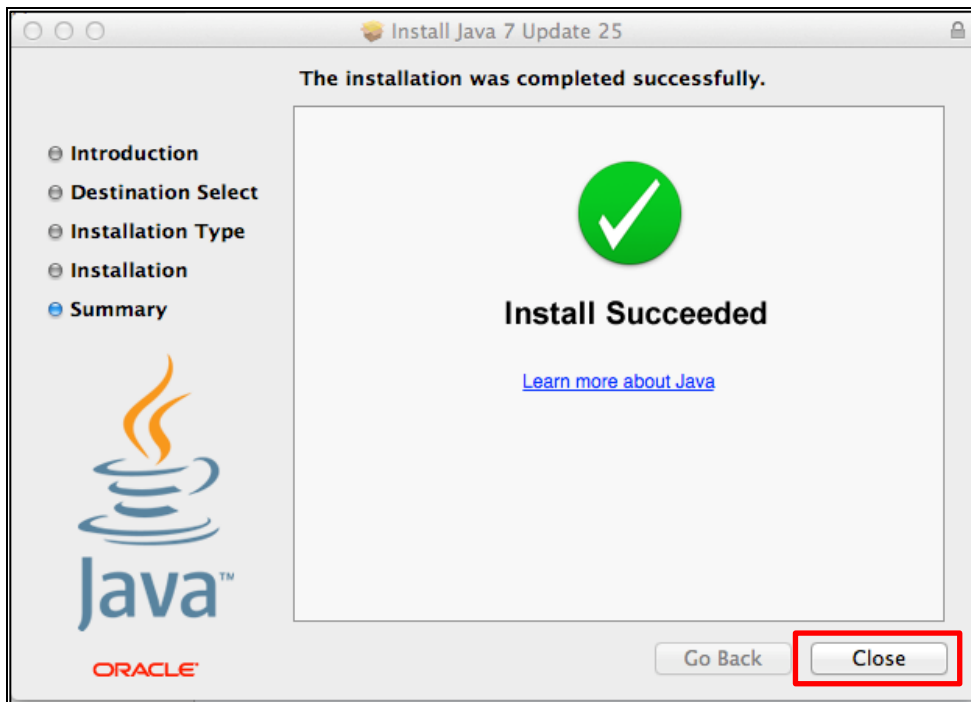 Install Java 7 Update 25
The installation was completed successfully.
Introduction
Destination Select
Installation Type
Installation
Summary
Install Succeeded
Learn more about Java
Java™
ORACLE®
Go Back
Close